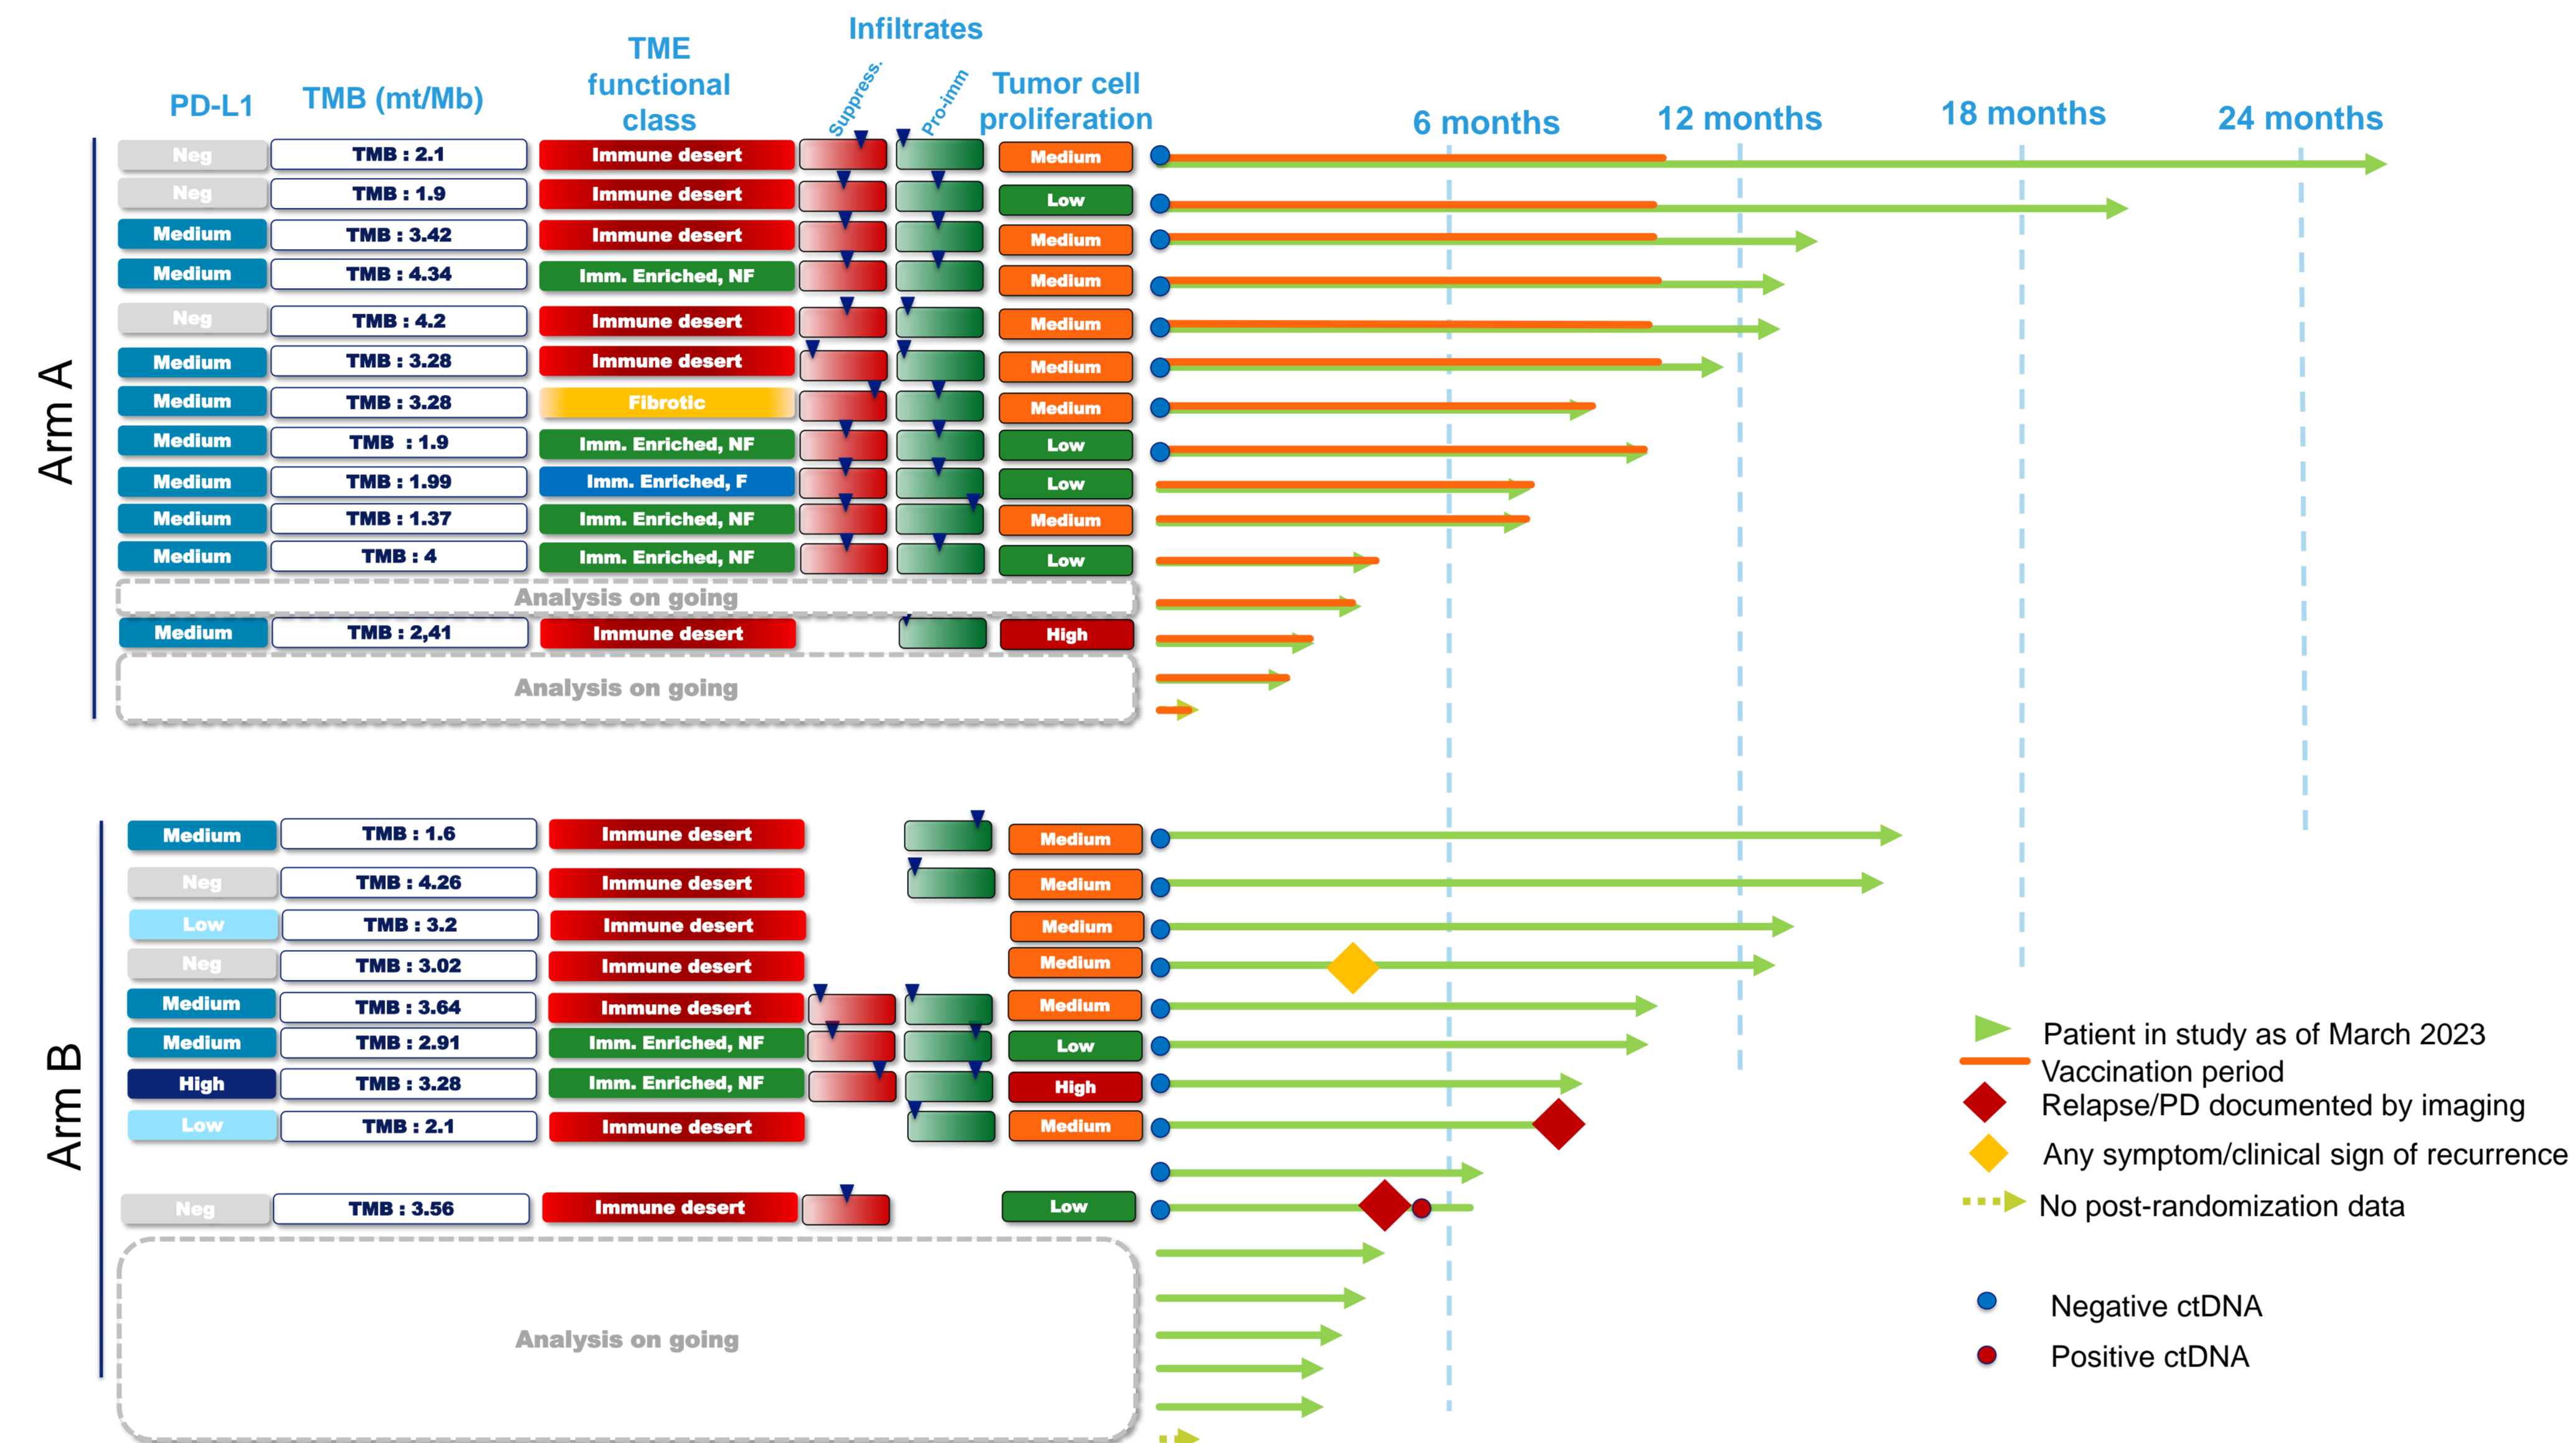 Infiltrates
TME
functional
class
Suppress.
Pro-imm
PD-L1
TMB (mt/Mb)
Tumor cell
proliferation
6 months
12 months
18 months
24 months
Arm A
Neg TMB : 2.1 Immune desert Medium
Neg TMB : 1.9 Immune desert Low
Medium TMB : 3.42 Immune desert Medium
Medium TMB : 4.34 Imm. Enriched, NF Medium
Neg TMB : 4.2 Immune desert Medium
Medium TMB : 3.28 Immune desert Medium
Medium TMB : 3.28 Fibrotic Medium
Medium TMB : 1.9 Imm. Enriched, NF Low
Medium TMB : 1.99 Imm. Enriched, F Low
Medium TMB : 1.37 Imm. Enriched, NF Medium
Medium TMB : 4 Imm. Enriched, NF Low
Analysis on going
Medium TMB : 2,41 Immune desert High
Analysis on going
Arm B
Medium TMB : 1.6 Immune desert Medium
Neg TMB : 4.26 Immune desert Medium
Low TMB : 3.2 Immune desert Medium
Neg TMB : 3.02 Immune desert Medium
Medium TMB : 3.64 Immune desert Medium
Medium TMB : 2.91 Imm. Enriched, NF Low
High TMB : 3.28 Imm. Enriched, NF High
Low TMB : 2.1 Immune desert Medium
Neg TMB : 3.56 Immune desert Low
Analysis on going
Patient in study as of March 2023
Vaccination period
Relapse/PD documented by imaging
Any symptom/clinical sign of recurrence
No post-randomization data
Negative ctDNA
Positive ctDNA